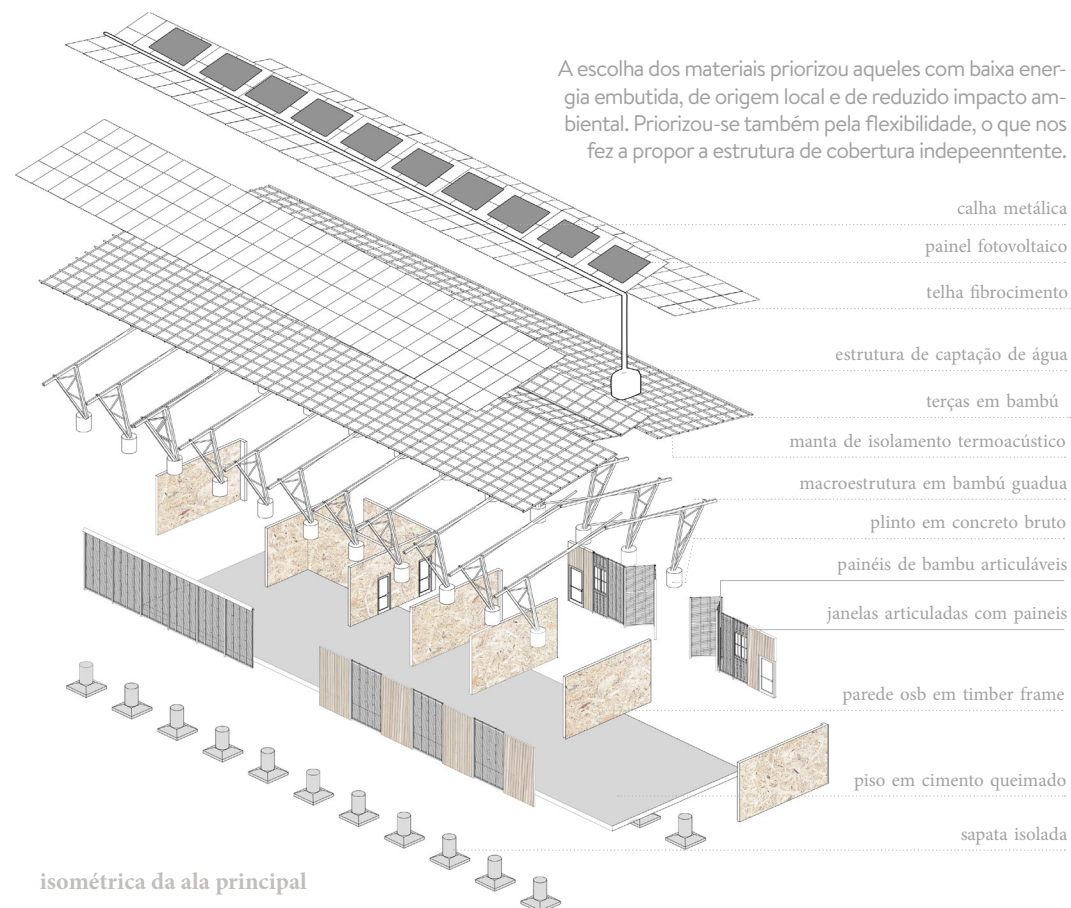 A escolha dos materiais priorizou aqueles com baixa ener-
gia embutida, de origem local e de reduzido impacto am-
biental. Priorizou-se também pela flexibilidade, o que nos
fez a propor a estrutura de cobertura indepeenntente.
calha metálica
painel fotovoltaico
telha fibrocimento
estrutura de captação de água
terças em bambú
manta de isolamento termoacústico
macroestrutura em bambú guadua
plinto em concreto bruto
painéis de bambu articuláveis
janelas articuladas com paineis
parede osb em timber frame
piso em cimento queimado
sapata isolada
isométrica da ala principal